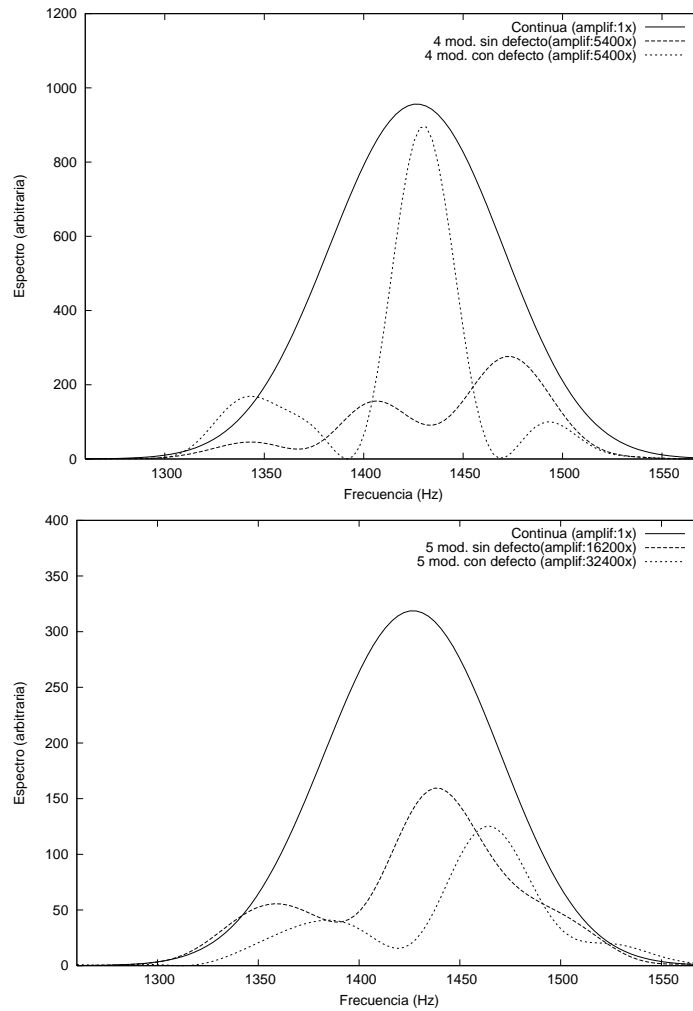 1200
1000
800
600
400
200
0
Espectro (arbitraria)
Continua (amplif:1x)
4 mod. sin defecto(amplif:5400x)
4 mod. con defecto (amplif:5400x)
1300 1350 1400 1450 1500 1550
Frecuencia (Hz)
400
350
300
250
200
150
100
50
0
Espectro (arbitraria)
Continua (amplif:1x)
5 mod. sin defecto(amplif:16200x)
5 mod. con defecto (amplif:32400x)
1300 1350 1400 1450 1500 1550
Frecuencia (Hz)